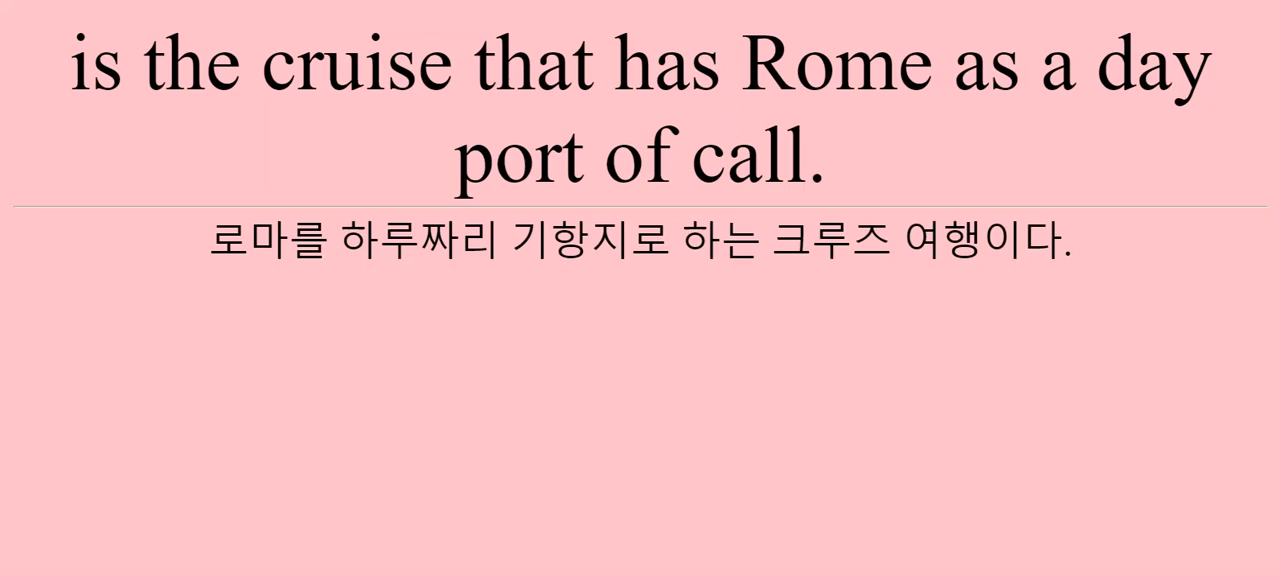 is the cruise that has Rome as a day
port of call.
로마를 하루짜리 기항지로 하는 크루즈 여행이다.